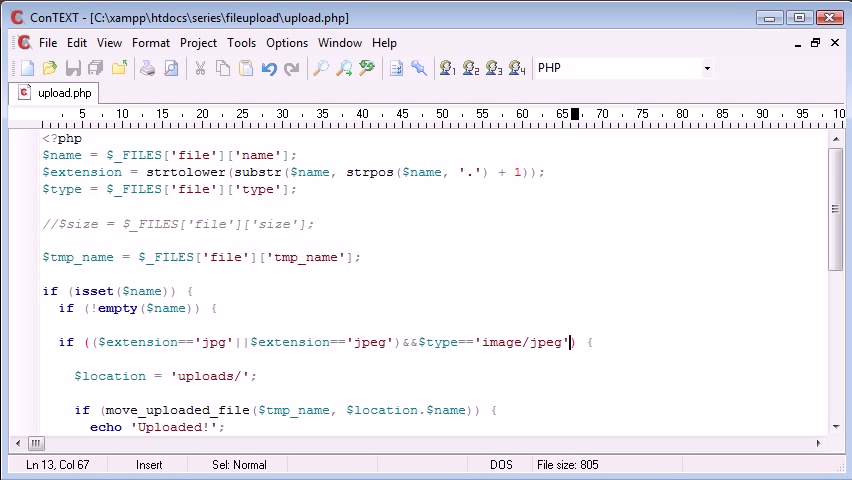 ConTEXT - [C:\xampp\htdocs\series\fileupload\upload.php]
File Edit View Format Project Tools Options Window Help
1 2 3 4 PHP
upload.php
5 10 15 20 25 30 35 40 45 50 55 60 65 70 75 80 85 90 95 10
<?php
$name = $_FILES['file']['name'];
$extension = strtolower(substr($name, strpos($name, '.') + 1));
$type = $_FILES['file']['type'];
//$size = $_FILES['file']['size'];
$tmp_name = $_FILES['file']['tmp_name'];
if (isset($name)) {
if (!empty($name)) {
if (($extension=='jpg'||$extension=='jpeg')&&$type=='image/jpeg') {
$location = 'uploads/';
if (move_uploaded_file($tmp_name, $location.$name)) {
echo 'Uploaded!';
Ln 13, Col 67 Insert Sel: Normal DOS File size: 805